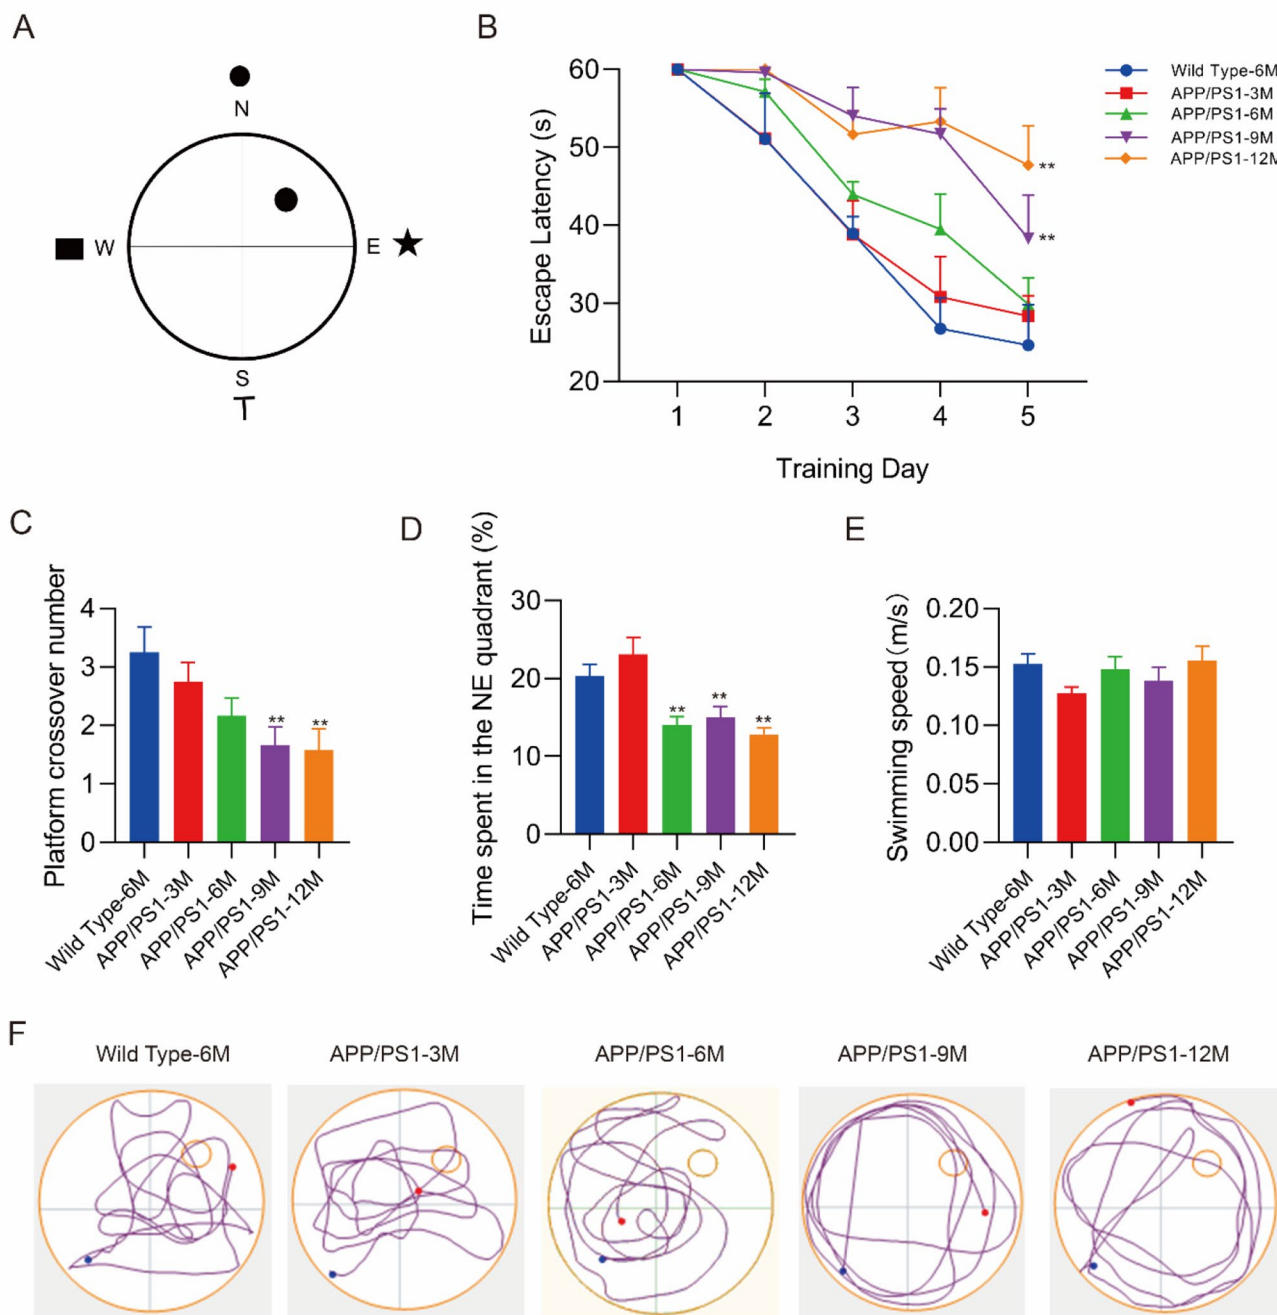 A
N
W
E
S
T
B
Escape Latency (s)
60
50
40
30
20
1 2 3 4 5
Training Day
**
**
Wild Type-6M
APP/PS1-3M
APP/PS1-6M
APP/PS1-9M
APP/PS1-12M
C
Platform crossover number
4
3
2
1
0
** **
Wild Type-6M
APP/PS1-3M
APP/PS1-6M
APP/PS1-9M
APP/PS1-12M
D
Time spent in the NE quadrant (%)
30
20
10
0
** ** **
Wild Type-6M
APP/PS1-3M
APP/PS1-6M
APP/PS1-9M
APP/PS1-12M
E
Swimming speed (m/s)
0.20
0.15
0.10
0.05
0.00
Wild Type-6M
APP/PS1-3M
APP/PS1-6M
APP/PS1-9M
APP/PS1-12M
F
Wild Type-6M APP/PS1-3M APP/PS1-6M APP/PS1-9M APP/PS1-12M